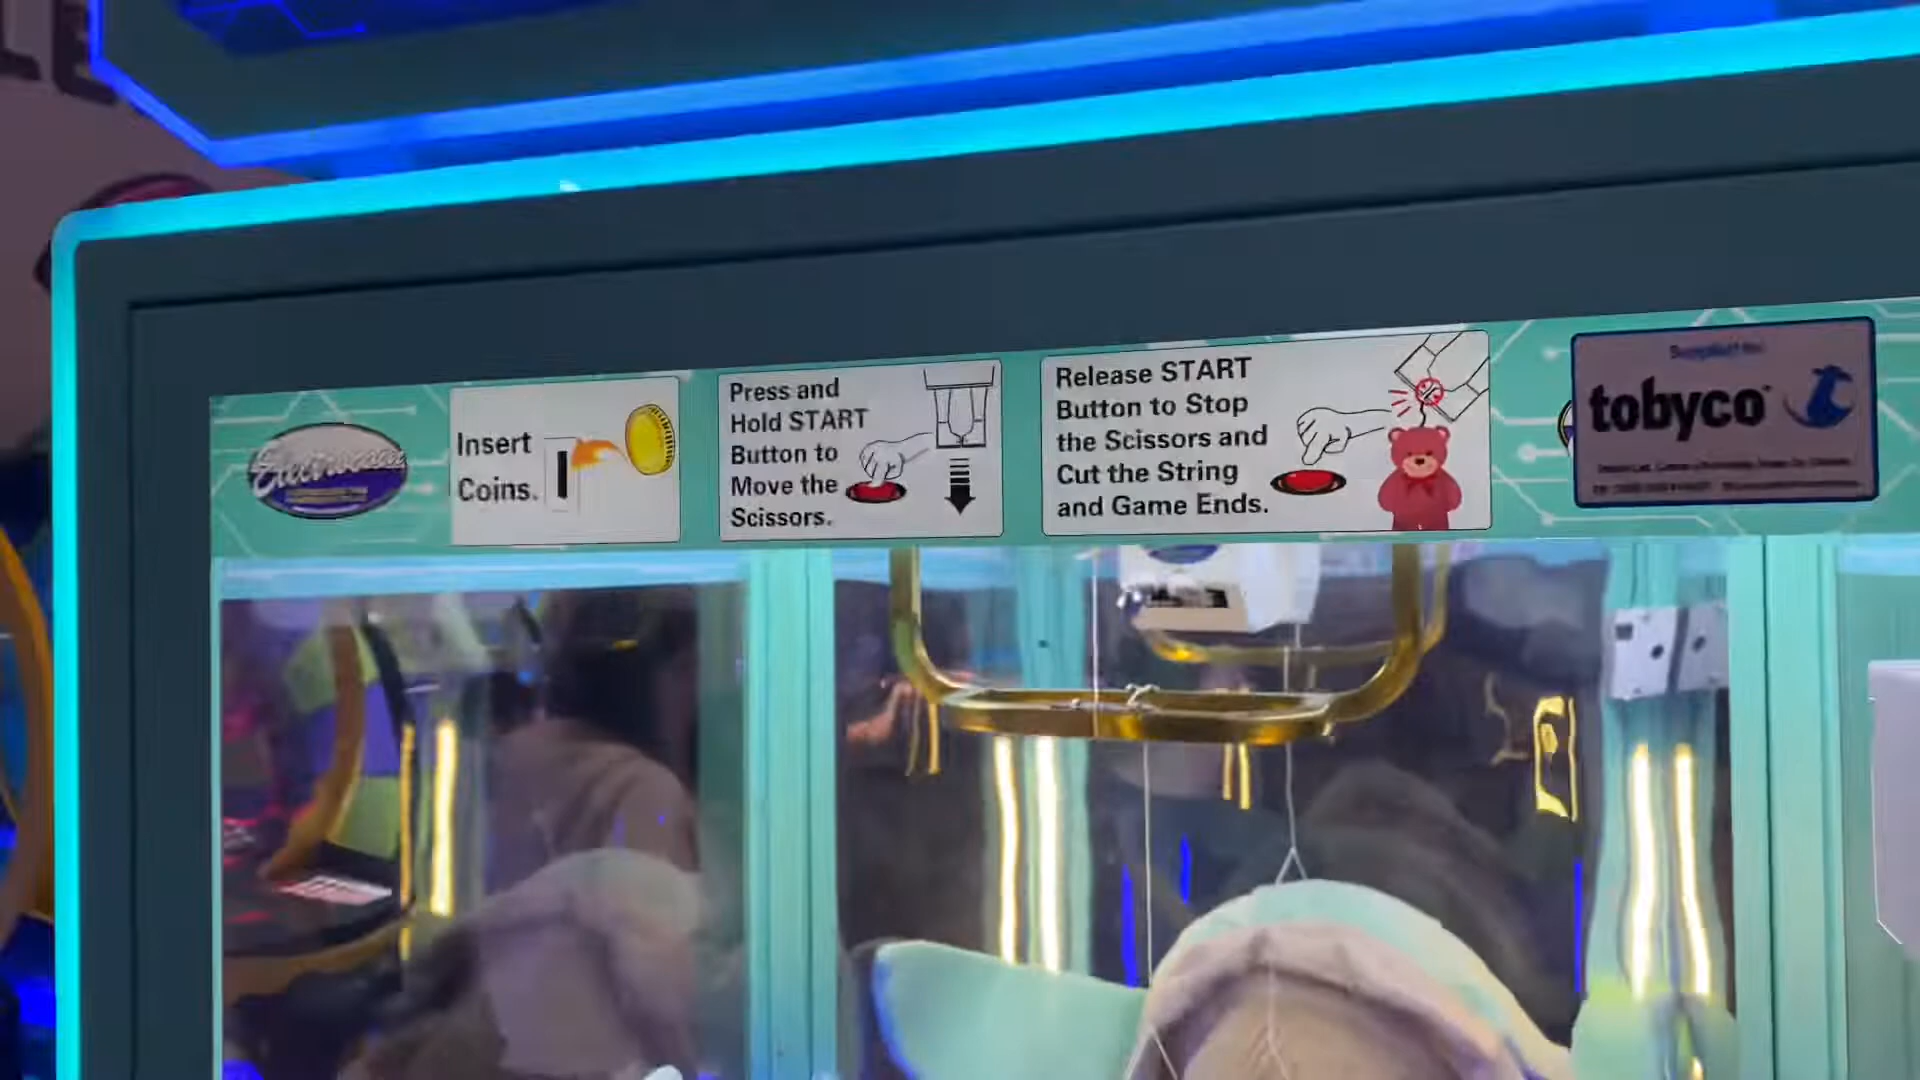 Insert
Coins.
Press and
Hold START
Button to
Move the
Scissors.
Release START
Button to Stop
the Scissors and
Cut the String
and Game Ends.
tobyco